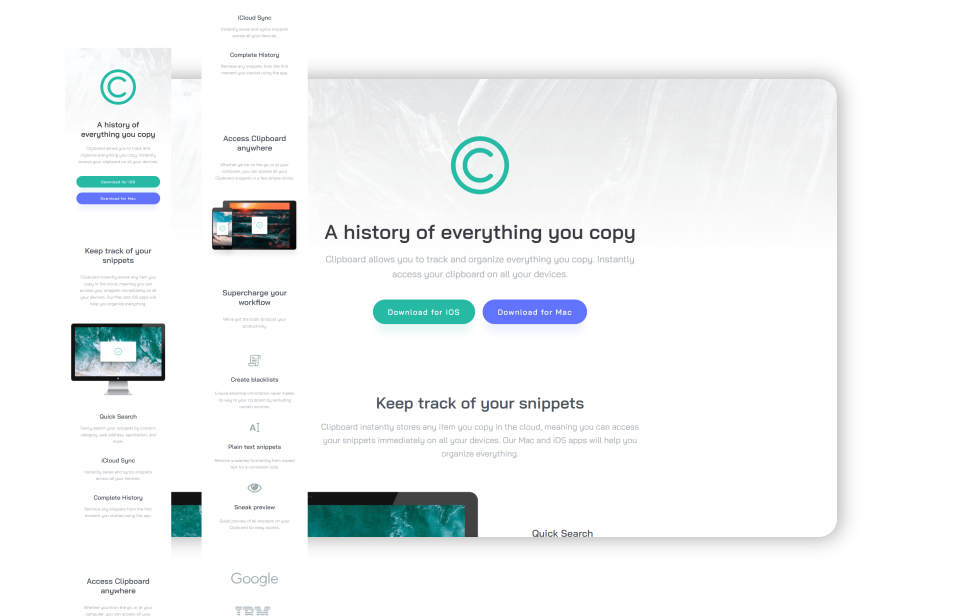 A history of
everything you copy
Clipboard allows you to track and
organize everything you copy. Instantly
access your clipboard on all your devices.
Download for iOS
Download for Mac
Keep track of your
snippets
Clipboard instantly stores any item you
copy in the cloud, meaning you can
access your snippets immediately on all
your devices. Our Mac and iOS apps will
help you organize everything.
Quick Search
Easily search your snippets by content,
category, web address, application, and
more.
iCloud Sync
Instantly saves and syncs snippets
across all your devices.
Complete History
Retrieve any snippets from the first
moment you started using the app.
Access Clipboard
anywhere
Whether you're on the go, or at your
computer, you can access all your
iCloud Sync
Instantly saves and syncs snippets
across all your devices.
Complete History
Retrieve any snippets from the first
moment you started using the app.
Access Clipboard
anywhere
Whether you're on the go, or at your
computer, you can access all your
Clipboard snippets in a few simple clicks.
Supercharge your
workflow
We've got the tools to boost your
productivity.
Create blacklists
Ensure sensitive information never makes
its way to your clipboard by excluding
certain sources.
A
Plain text snippets
Remove unwanted formatting from copied
text for a consistent look.
Sneak preview
Quick preview of all snippets on your
Clipboard for easy access.
Google
IBM
C
A history of everything you copy
Clipboard allows you to track and organize everything you copy. Instantly
access your clipboard on all your devices.
Download for iOS
Download for Mac
Keep track of your snippets
Clipboard instantly stores any item you copy in the cloud, meaning you can access
your snippets immediately on all your devices. Our Mac and iOS apps will help you
organize everything.
Quick Search